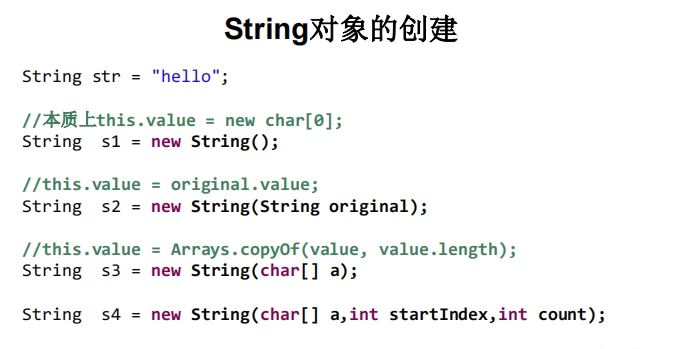 String对象的创建
String str = "hello";
//本质上this.value = new char[0];
String  s1 = new String();
//this.value = original.value;
String  s2 = new String(String original);
//this.value = Arrays.copyOf(value, value.length);
String  s3 = new String(char[] a);
String  s4 = new String(char[] a,int startIndex,int count);